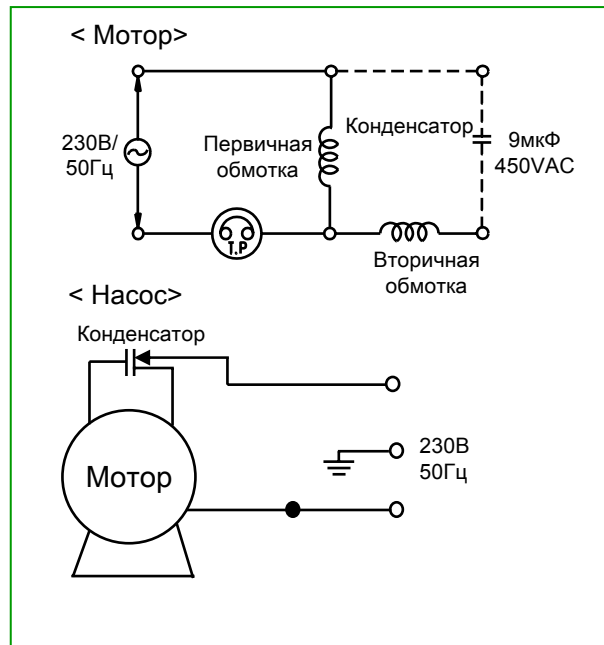 < Мотор>
230В/
50Гц
Первичная
обмотка
Конденсатор
9мкФ
450VAC
T.P
Вторичная
обмотка
< Насос>
Конденсатор
Мотор
230В
50Гц